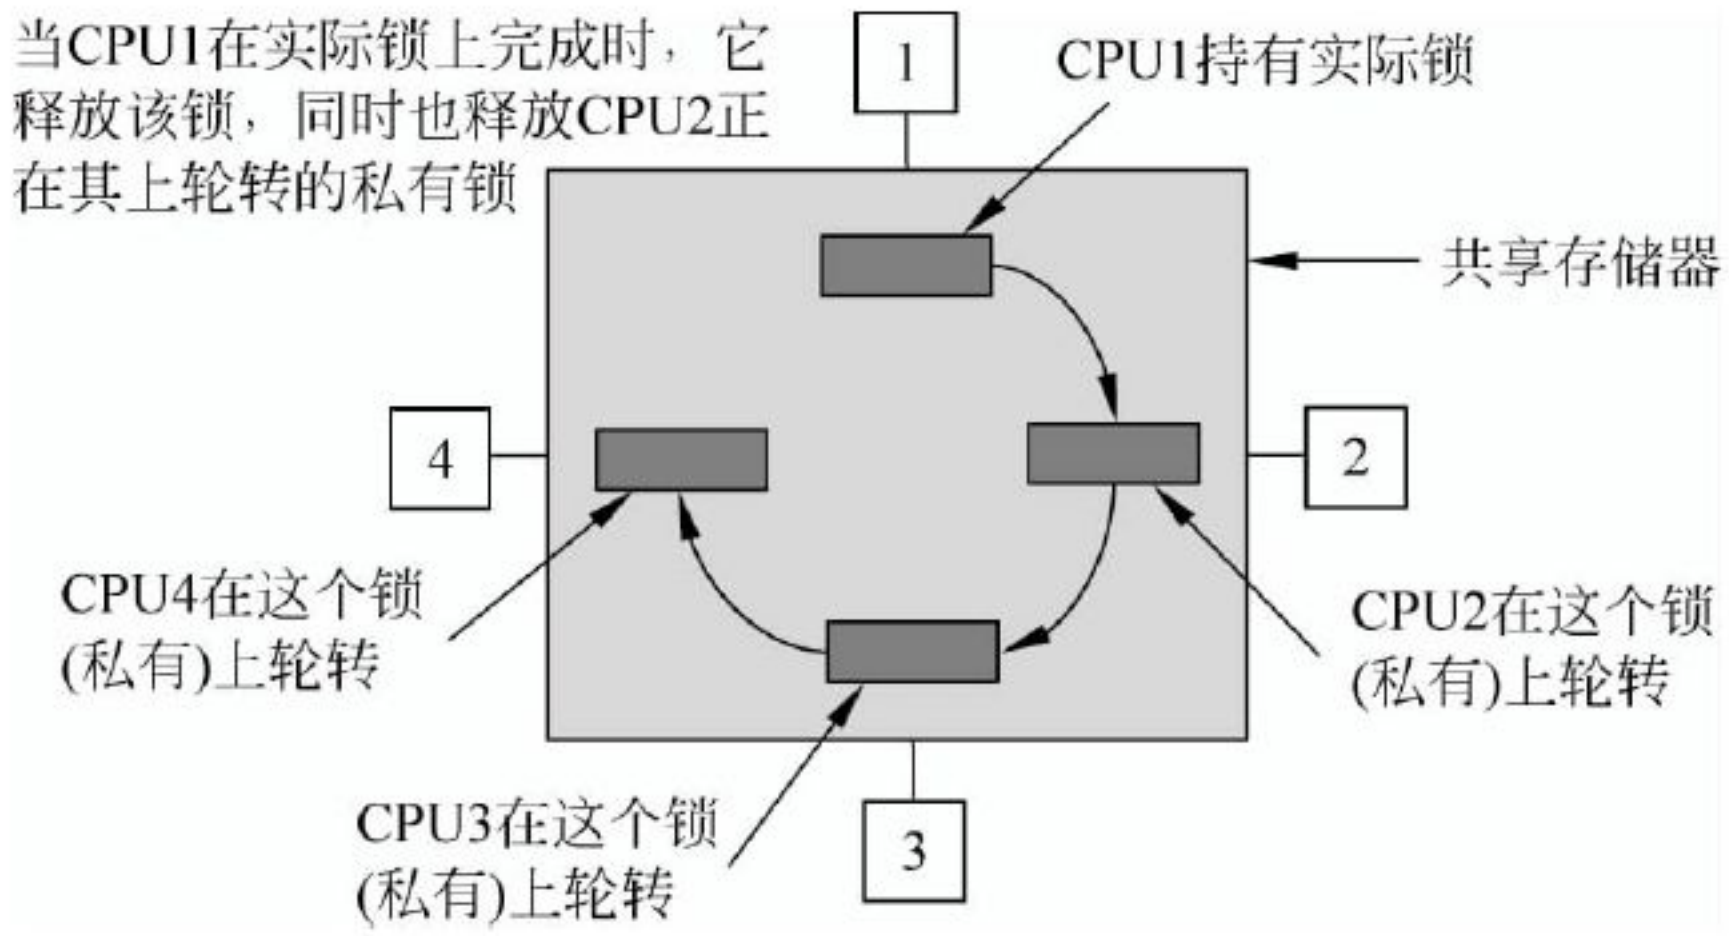 当CPU1在实际锁上完成时，它
释放该锁，同时也释放CPU2正
在其上轮转的私有锁
1
CPU1持有实际锁
共享存储器
4
2
CPU4在这个锁
(私有)上轮转
CPU2在这个锁
(私有)上轮转
CPU3在这个锁
(私有)上轮转
3